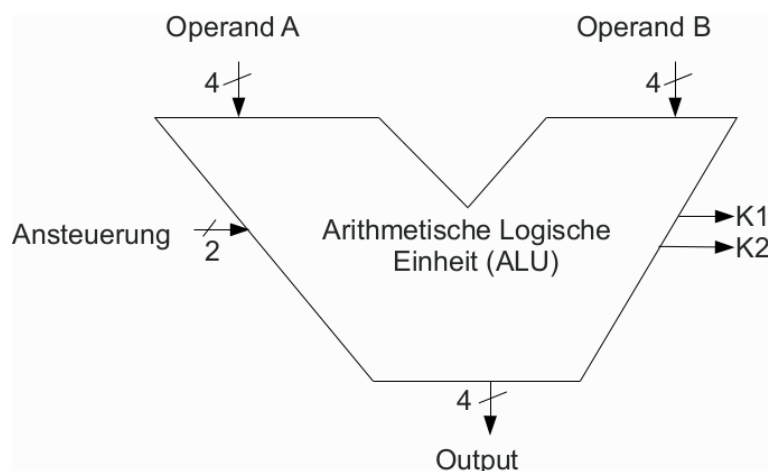 Operand A
Operand B
4
4
Ansteuerung
2
Arithmetische Logische
Einheit (ALU)
K1
K2
4
Output